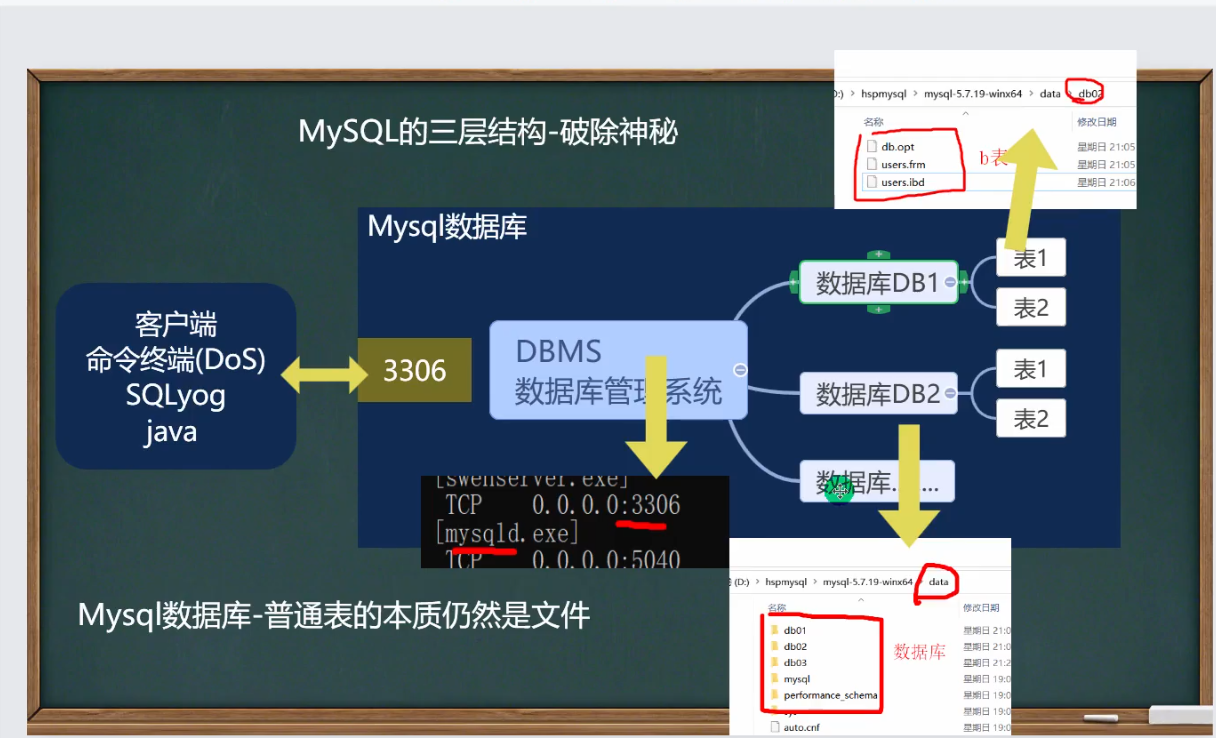 MySQL的三层结构-破除神秘
hspmysql > mysql-5.7.19-winx64 > data > db02
名称
修改日期
db.opt
星期日 21:05
users.frm
星期日 21:05
users.ibd
星期日 21:06
b表
Mysql数据库
客户端
命令终端(DoS)
SQLyog
java
3306
DBMS
数据库管理系统
数据库DB1
表1
表2
数据库DB2
表1
表2
数据库......
[swenserver.exe]
TCP 0.0.0.0:3306
[mysqld.exe]
TCP 0.0.0.0:5040
Mysql数据库-普通表的本质仍然是文件
(D:) > hspmysql > mysql-5.7.19-winx64 > data
名称
修改日期
db01
星期日 21:0
db02
星期日 21:0
db03
星期日 21:2
mysql
星期日 19:0
performance_schema
星期日 19:0
星期日 19:0
auto.cnf
星期日 19:0
数据库